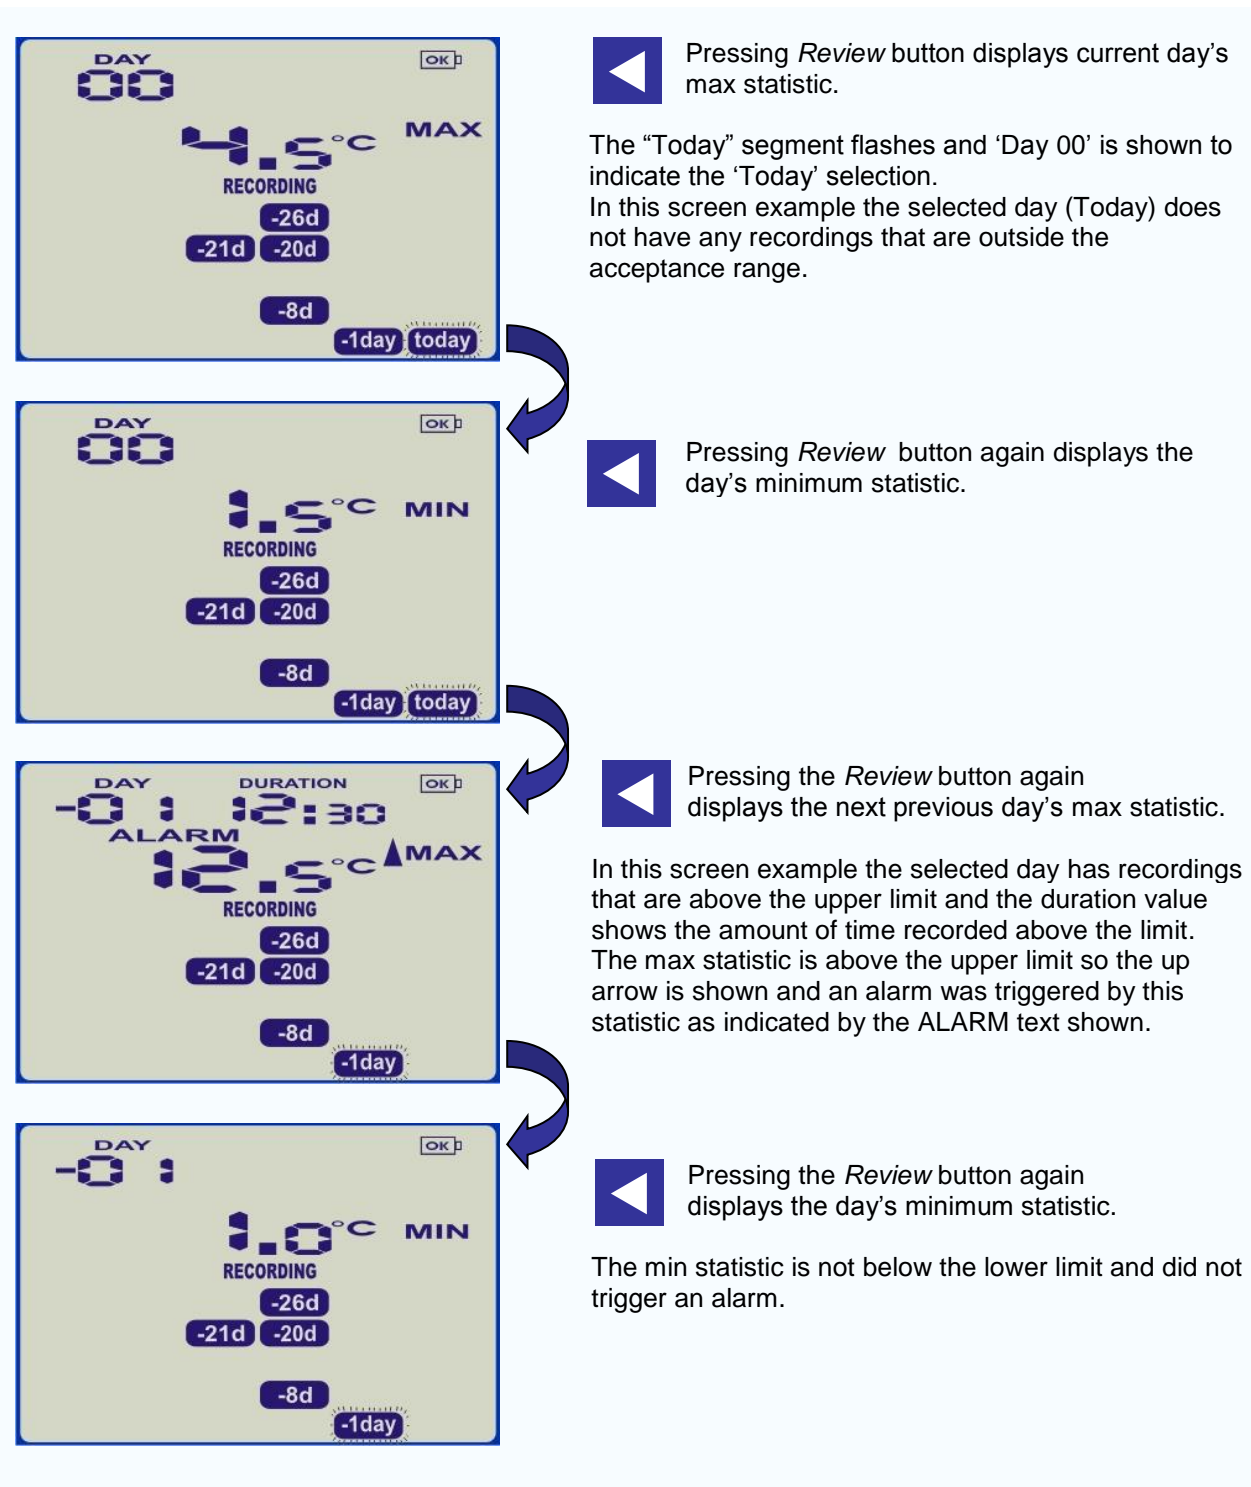 DAY OK
00
4.5°C MAX
RECORDING
-26d
-21d -20d
-8d
-1day today
Pressing Review button displays current day's
max statistic.
The “Today” segment flashes and ‘Day 00’ is shown to
indicate the ‘Today’ selection.
In this screen example the selected day (Today) does
not have any recordings that are outside the
acceptance range.
DAY OK
00
1.5°C MIN
RECORDING
-26d
-21d -20d
-8d
-1day today
Pressing Review button again displays the
day's minimum statistic.
DAY DURATION OK
-01 12:30
ALARM
12.5°C MAX
RECORDING
-26d
-21d -20d
-8d
-1day
Pressing the Review button again
displays the next previous day's max statistic.
In this screen example the selected day has recordings
that are above the upper limit and the duration value
shows the amount of time recorded above the limit.
The max statistic is above the upper limit so the up
arrow is shown and an alarm was triggered by this
statistic as indicated by the ALARM text shown.
DAY OK
-01
1.0°C MIN
RECORDING
-26d
-21d -20d
-8d
-1day
Pressing the Review button again
displays the day's minimum statistic.
The min statistic is not below the lower limit and did not
trigger an alarm.